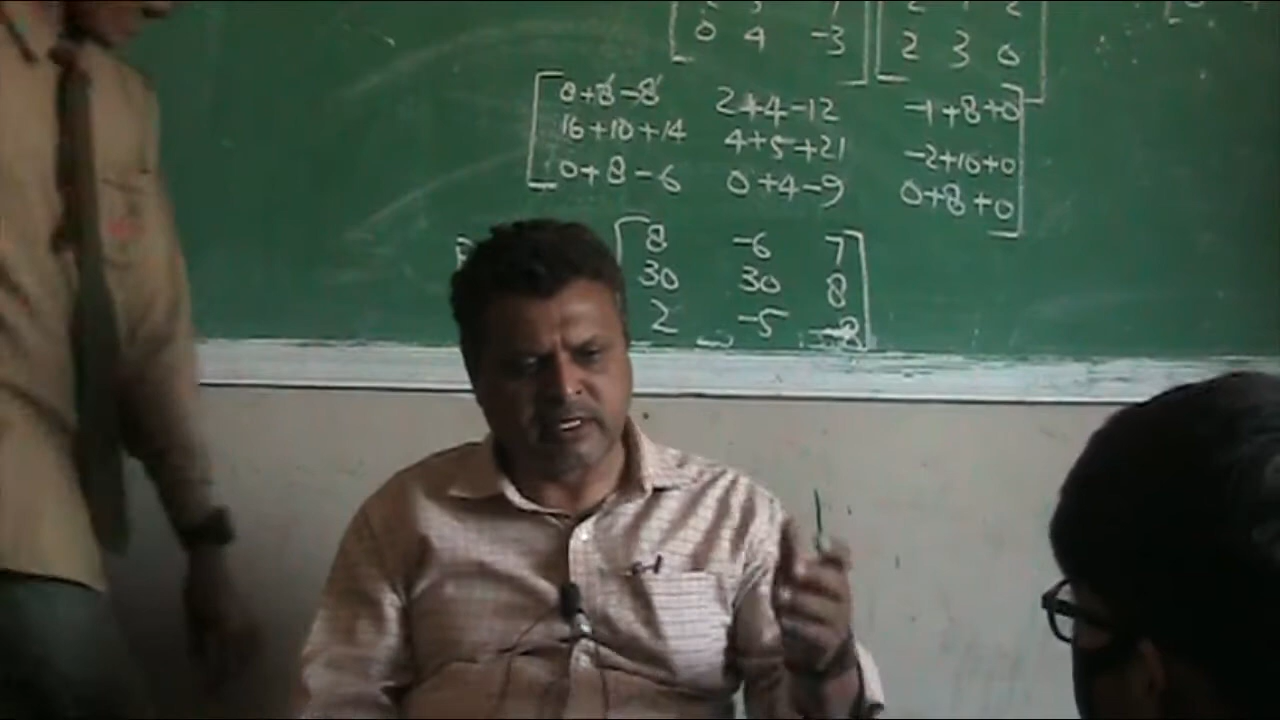 0 4 -3 2 3 0
0+8-8 2+4-12 -1+8+0
16+10+14 4+5+21 -2+10+0
0+8-6 0+4-9 0+8+0
8 -6 7
30 30 8
2 -5 8